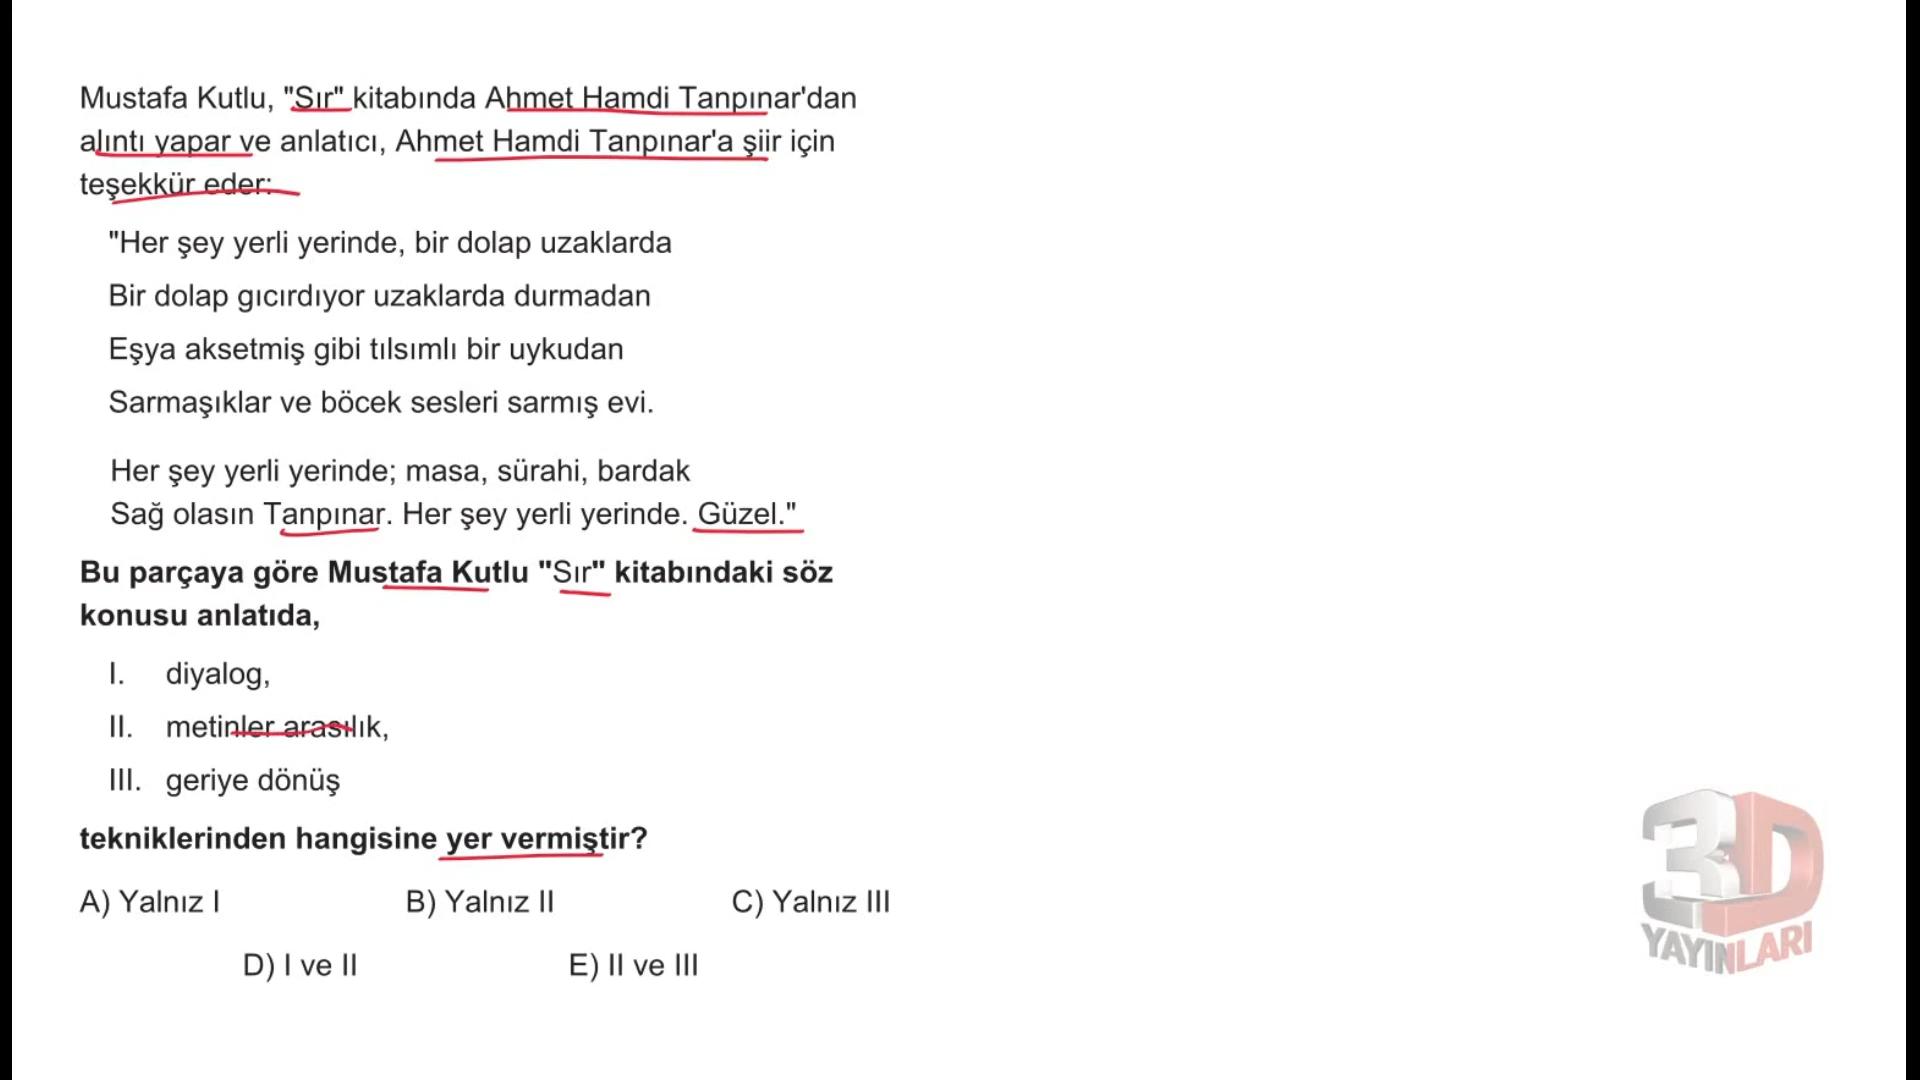 Mustafa Kutlu, "Sır" kitabında Ahmet Hamdi Tanpınar'dan
alıntı yapar ve anlatıcı, Ahmet Hamdi Tanpınar'a şiir için
teşekkür eder:
"Her şey yerli yerinde, bir dolap uzaklarda
Bir dolap gıcırdıyor uzaklarda durmadan
Eşya aksetmiş gibi tılsımlı bir uykudan
Sarmaşıklar ve böcek sesleri sarmış evi.
Her şey yerli yerinde; masa, sürahi, bardak
Sağ olasın Tanpınar. Her şey yerli yerinde. Güzel."
Bu parçaya göre Mustafa Kutlu "Sır" kitabındaki söz
konusu anlatıda,
I. diyalog,
II. metinler arasılık,
III. geriye dönüş
tekniklerinden hangisine yer vermiştir?
A) Yalnız I B) Yalnız II C) Yalnız III
D) I ve II E) II ve III
3D
YAYINLARI